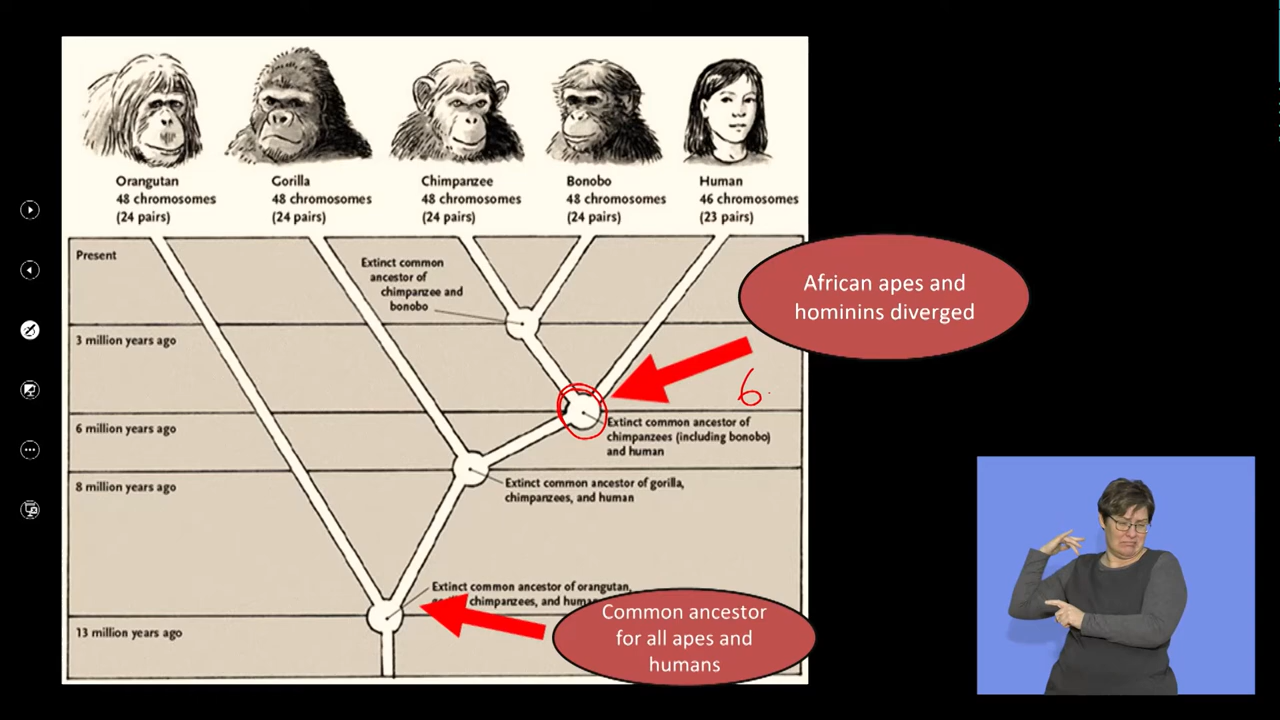 Orangutan
48 chromosomes
(24 pairs)
Gorilla
48 chromosomes
(24 pairs)
Chimpanzee
48 chromosomes
(24 pairs)
Bonobo
48 chromosomes
(24 pairs)
Human
46 chromosomes
(23 pairs)
Present
Extinct common
ancestor of
chimpanzee and
bonobo
African apes and
hominins diverged
3 million years ago
6
6 million years ago
Extinct common ancestor of
chimpanzees (including bonobo)
and human
8 million years ago
Extinct common ancestor of gorilla,
chimpanzees, and human
Extinct common ancestor of orangutan,
chimpanzees, and
13 million years ago
Common ancestor
for all apes and
humans